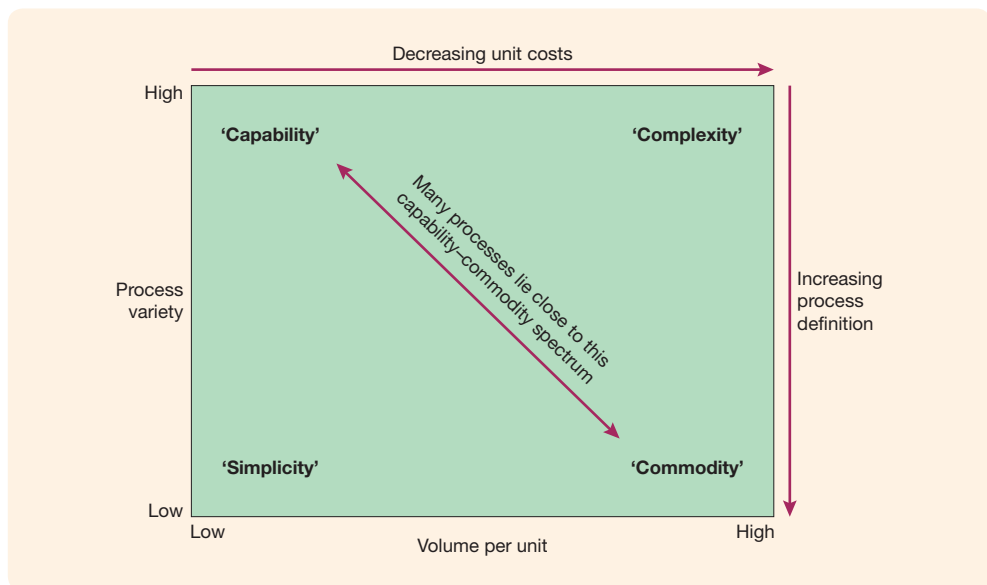 Decreasing unit costs
High
‘Capability’
‘Complexity’
Many processes lie close to this
capability–commodity spectrum
Process
variety
Increasing
process
definition
‘Simplicity’
‘Commodity’
Low
Low
High
Volume per unit